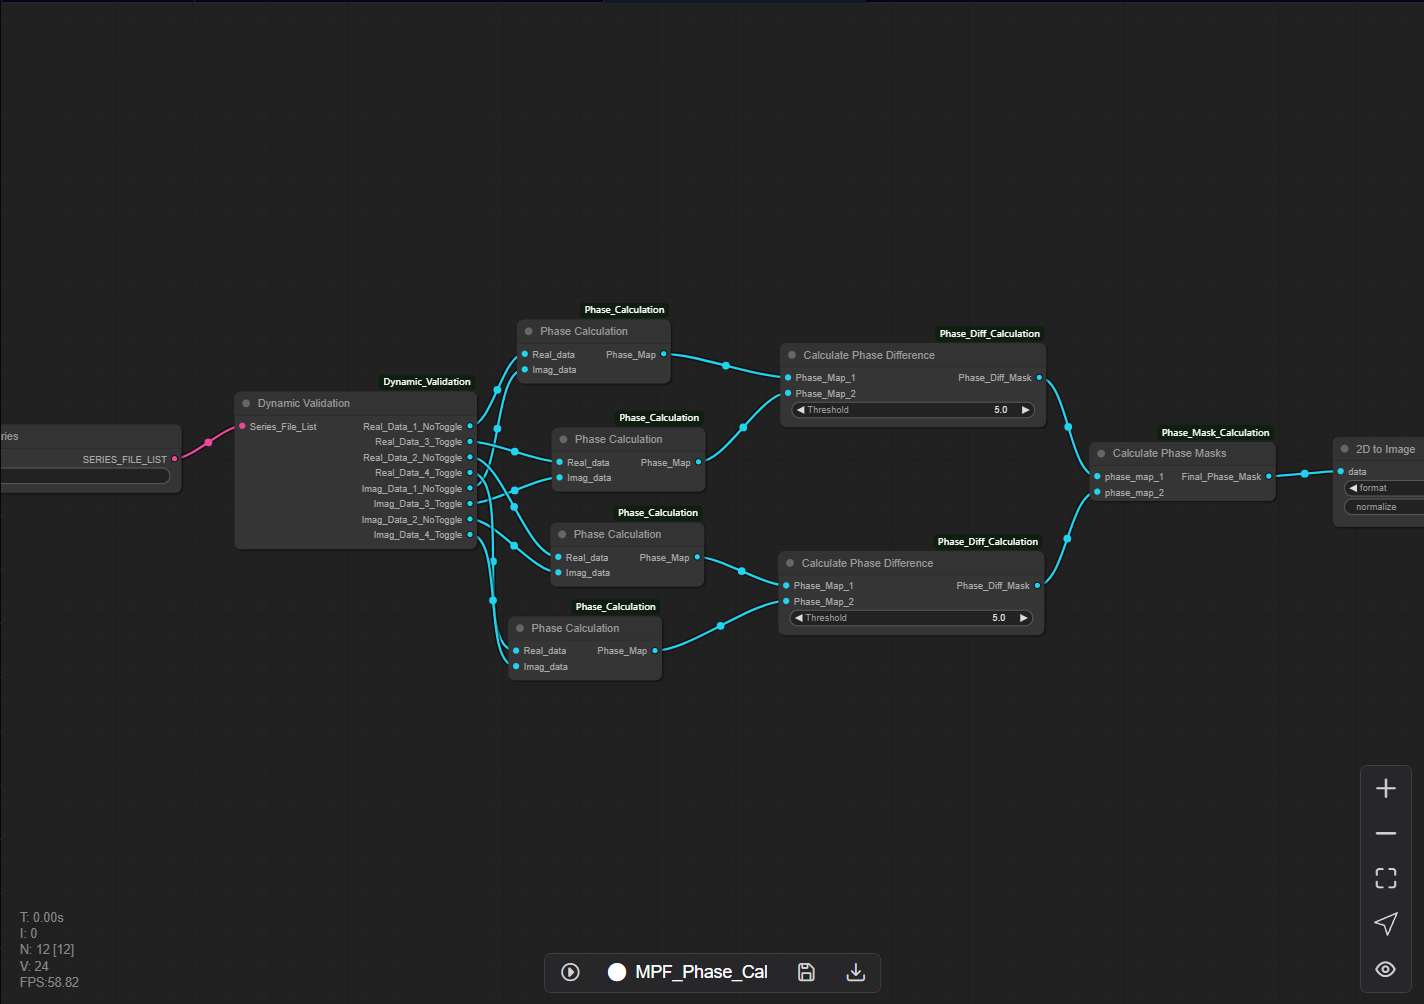 ries
SERIES_FILE_LIST
Dynamic_Validation
Dynamic Validation
Series_File_List
Real_Data_1_NoToggle
Real_Data_3_Toggle
Real_Data_2_NoToggle
Real_Data_4_Toggle
Imag_Data_1_NoToggle
Imag_Data_3_Toggle
Imag_Data_2_NoToggle
Imag_Data_4_Toggle
Phase_Calculation
Phase Calculation
Real_data Phase_Map
Imag_data
Phase_Calculation
Phase Calculation
Real_data Phase_Map
Imag_data
Phase_Calculation
Phase Calculation
Real_data Phase_Map
Imag_data
Phase_Calculation
Phase Calculation
Real_data Phase_Map
Imag_data
Phase_Diff_Calculation
Calculate Phase Difference
Phase_Map_1 Phase_Diff_Mask
Phase_Map_2
Threshold 5.0
Phase_Diff_Calculation
Calculate Phase Difference
Phase_Map_1 Phase_Diff_Mask
Phase_Map_2
Threshold 5.0
Phase_Mask_Calculation
Calculate Phase Masks
phase_map_1 Final_Phase_Mask
phase_map_2
2D to Image
data
format
normalize
T: 0.00s
I: 0
N: 12 [12]
V: 24
FPS:58.82
MPF_Phase_Cal